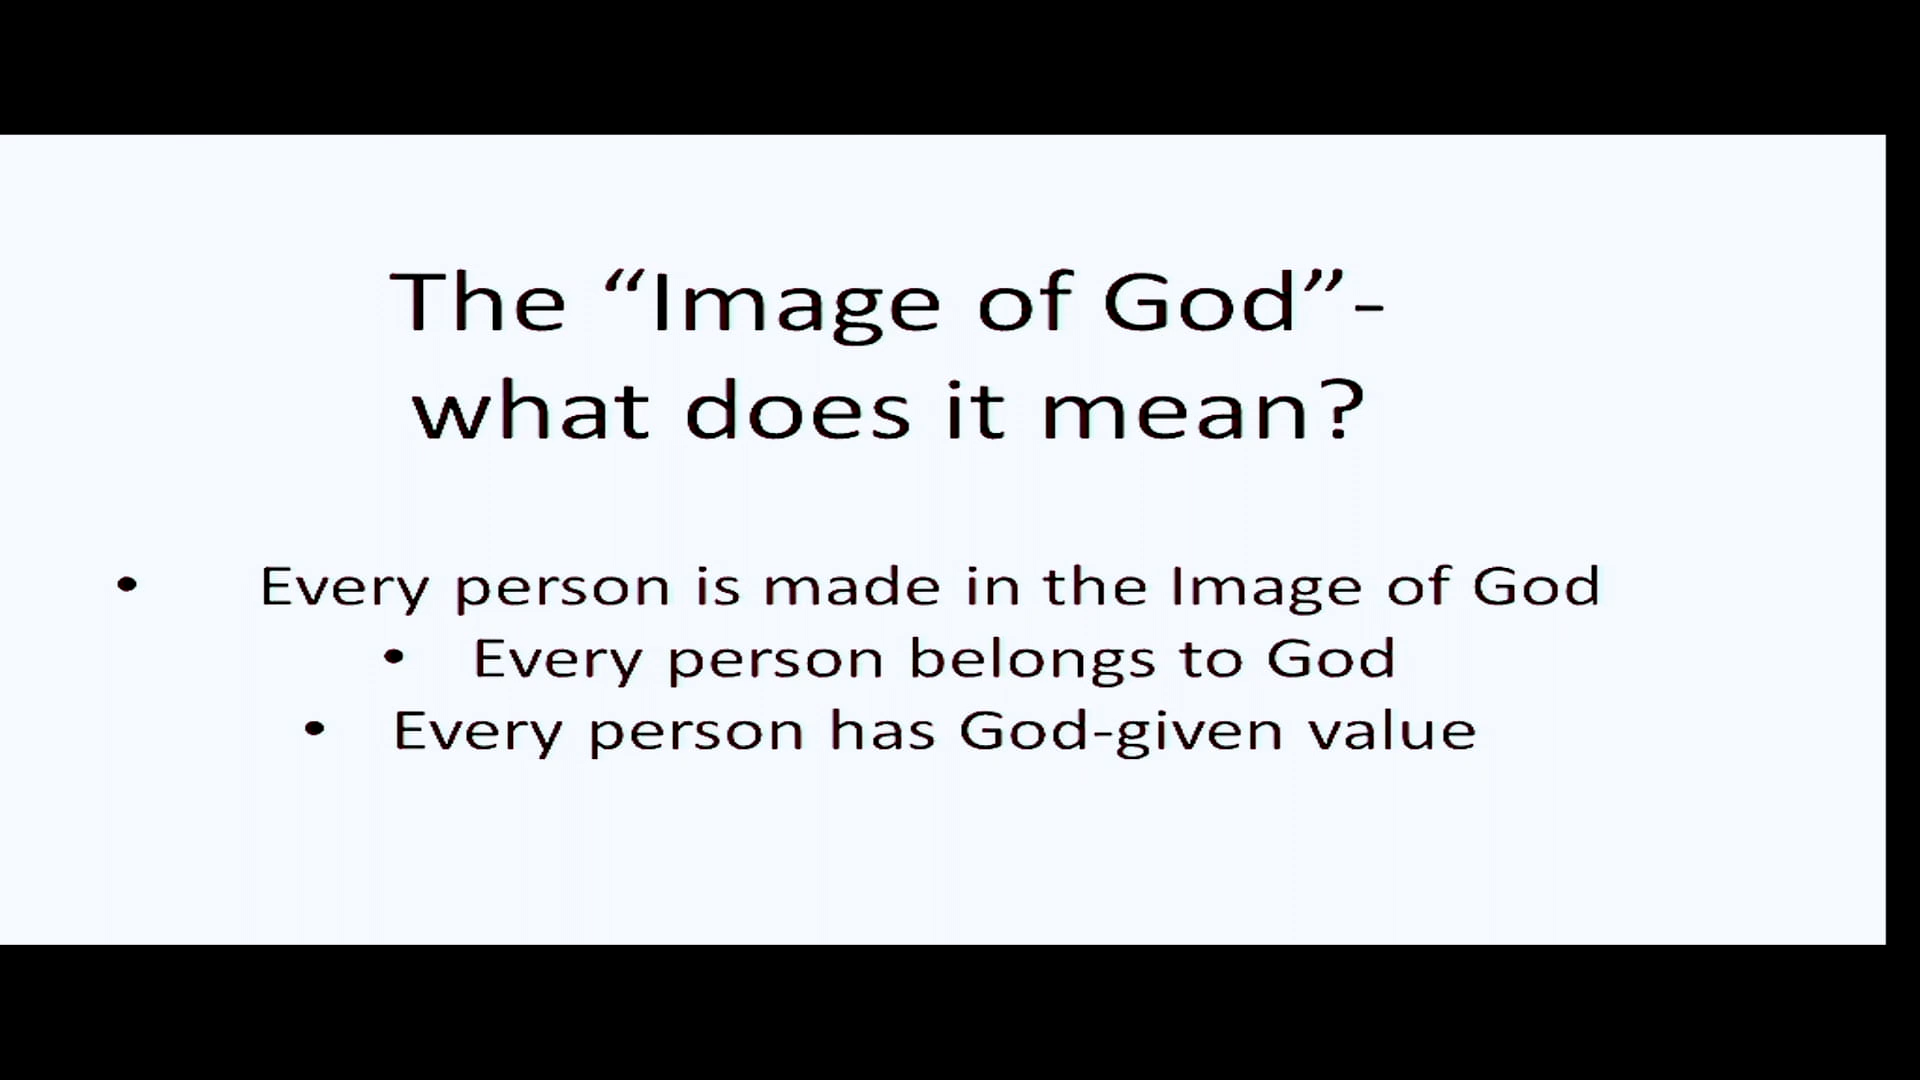 The “Image of God”-
what does it mean?
• Every person is made in the Image of God
• Every person belongs to God
• Every person has God-given value